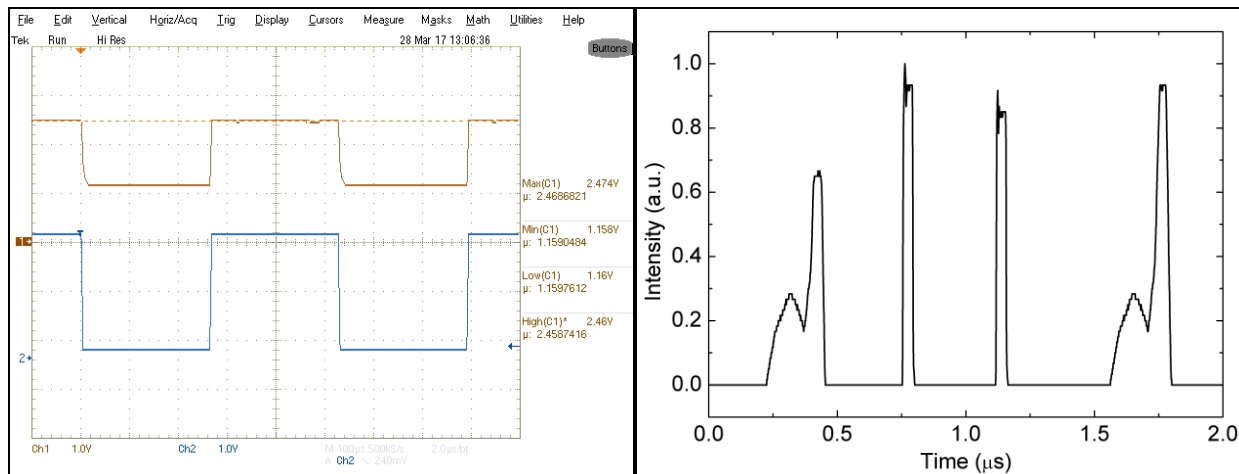 File Edit Vertical Horiz/Acq Trig Display Cursors Measure Masks Math Utilities Help
Tek Run Hi Res 28 Mar 17 13:06:36
Buttons
Max(C1) 2.474V
μ: 2.4686821
1
Min(C1) 1.158V
μ: 1.1590484
Low(C1) 1.16V
μ: 1.1597612
High(C1)* 2.46V
μ: 2.4587416
2
Ch1 1.0V Ch2 1.0V M 100μs 500kS/s 2.0μs/pt
A Ch2 240mV
Intensity (a.u.)
1.0
0.8
0.6
0.4
0.2
0.0
0.0 0.5 1.0 1.5 2.0
Time (μs)